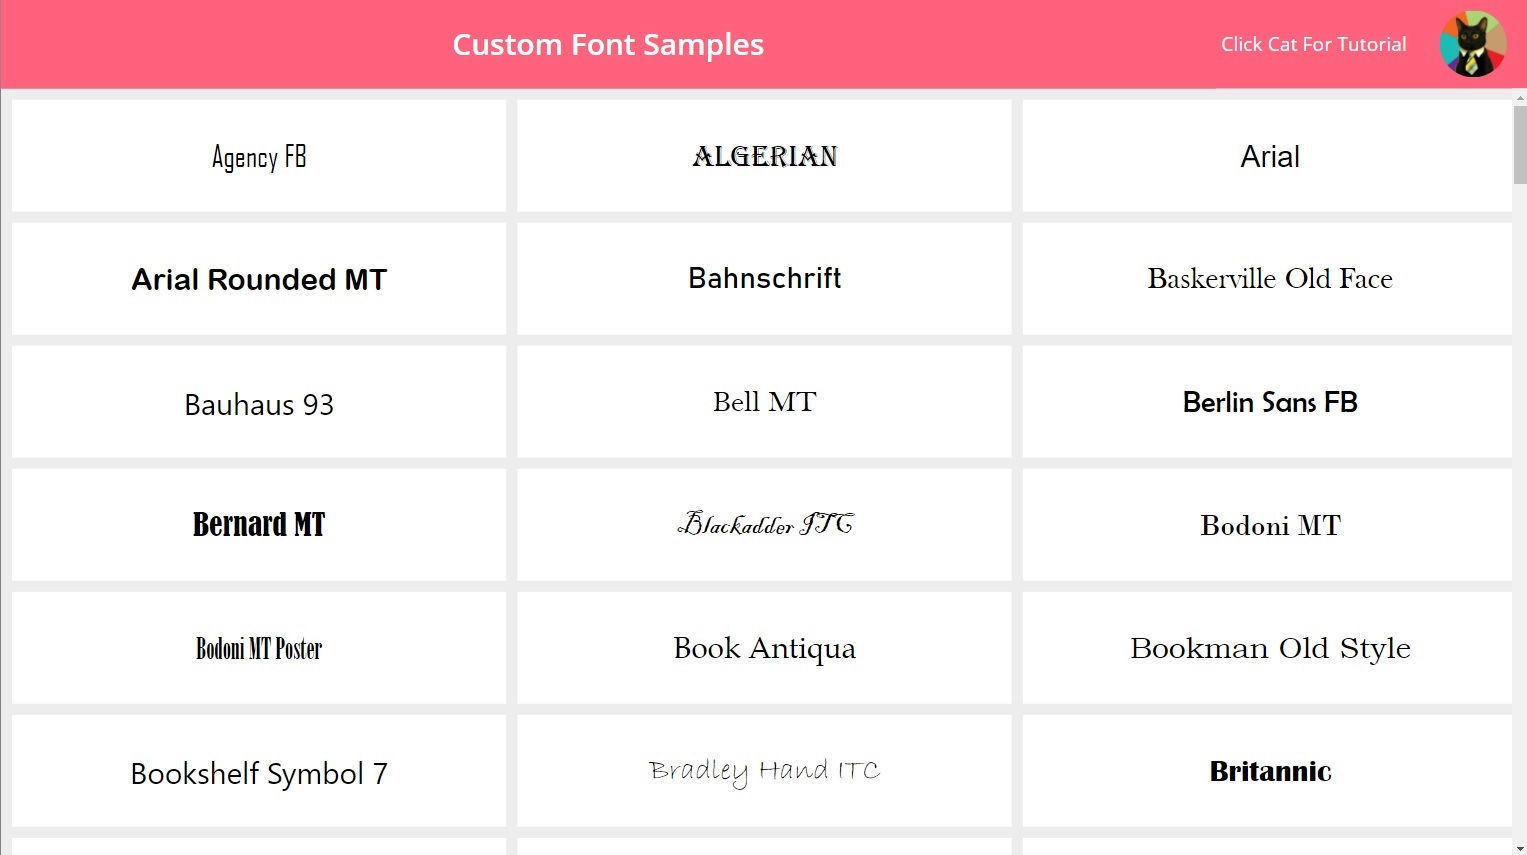 Custom Font Samples
Click Cat For Tutorial
Agency FB
ALGERIAN
Arial
Arial Rounded MT
Bahnschrift
Baskerville Old Face
Bauhaus 93
Bell MT
Berlin Sans FB
Bernard MT
Blackadder ITC
Bodoni MT
Bodoni MT Poster
Book Antiqua
Bookman Old Style
Bookshelf Symbol 7
Bradley Hand ITC
Britannic